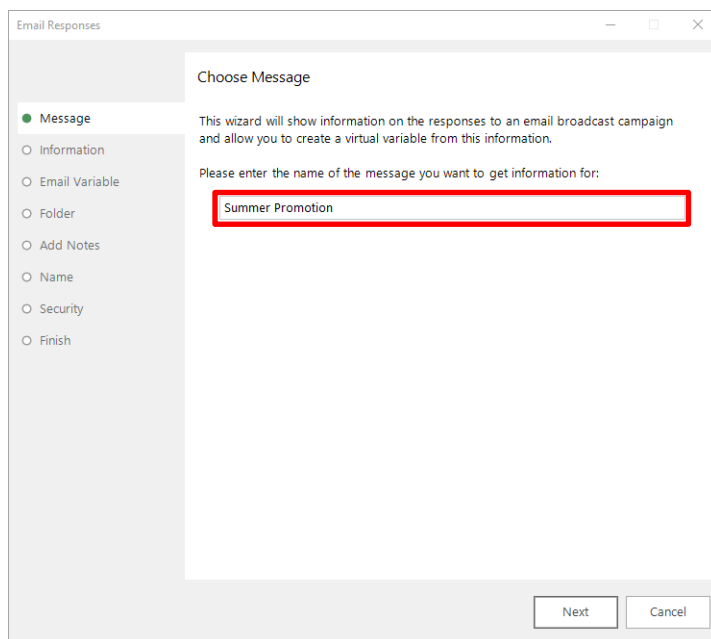 Email Responses
Choose Message
Message
Information
Email Variable
Folder
Add Notes
Name
Security
Finish
This wizard will show information on the responses to an email broadcast campaign
and allow you to create a virtual variable from this information.
Please enter the name of the message you want to get information for:
Summer Promotion
Next
Cancel